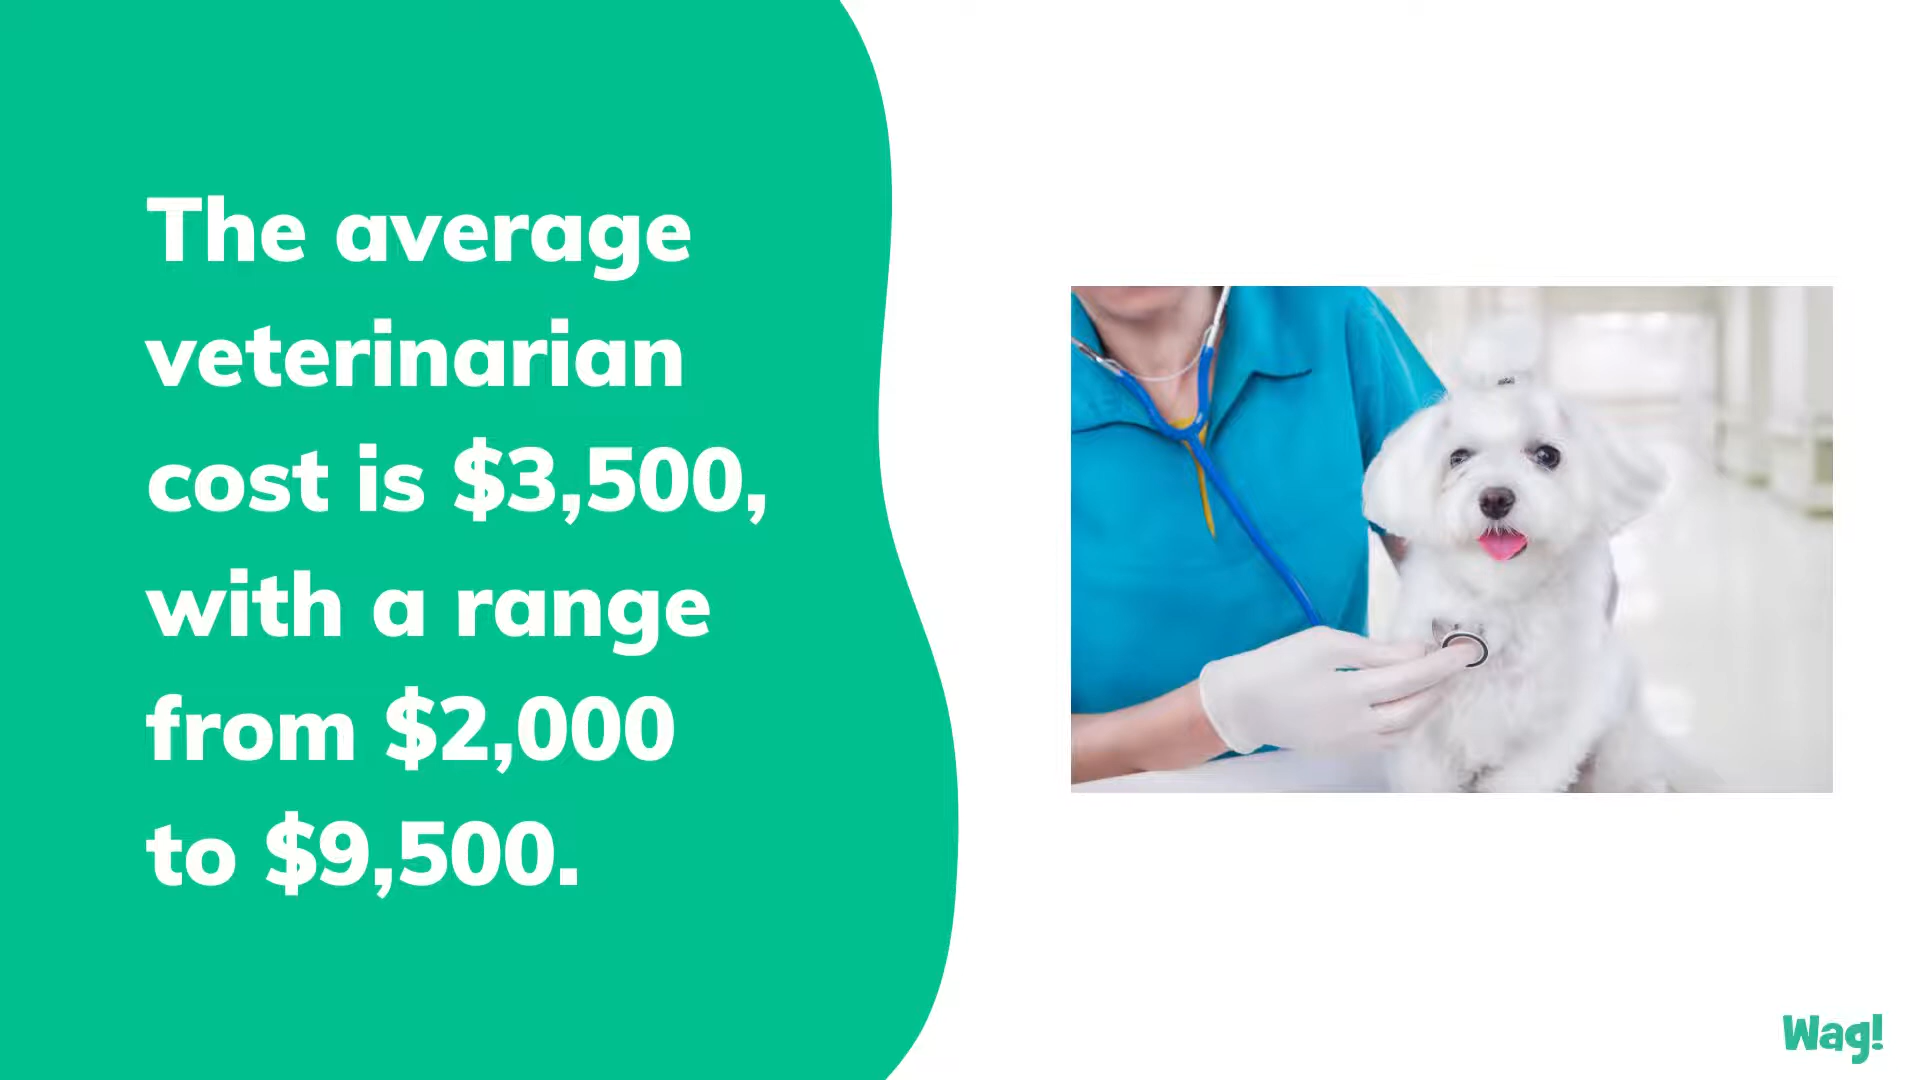 The average
veterinarian
cost is $3,500,
with a range
from $2,000
to $9,500.
Wag!